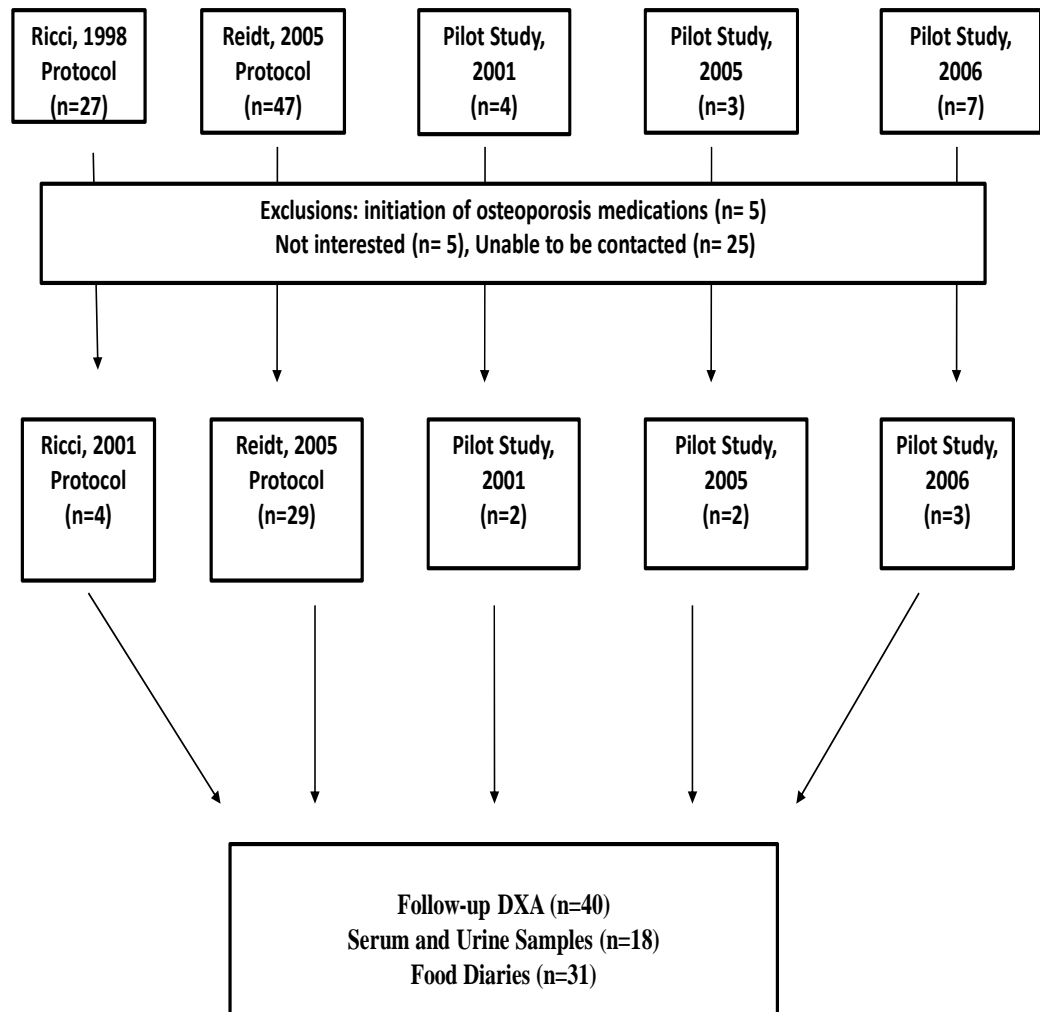 Ricci, 1998
Protocol
(n=27)
Reidt, 2005
Protocol
(n=47)
Pilot Study,
2001
(n=4)
Pilot Study,
2005
(n=3)
Pilot Study,
2006
(n=7)
Exclusions: initiation of osteoporosis medications (n= 5)
Not interested (n= 5), Unable to be contacted (n= 25)
Ricci, 2001
Protocol
(n=4)
Reidt, 2005
Protocol
(n=29)
Pilot Study,
2001
(n=2)
Pilot Study,
2005
(n=2)
Pilot Study,
2006
(n=3)
Follow-up DXA (n=40)
Serum and Urine Samples (n=18)
Food Diaries (n=31)